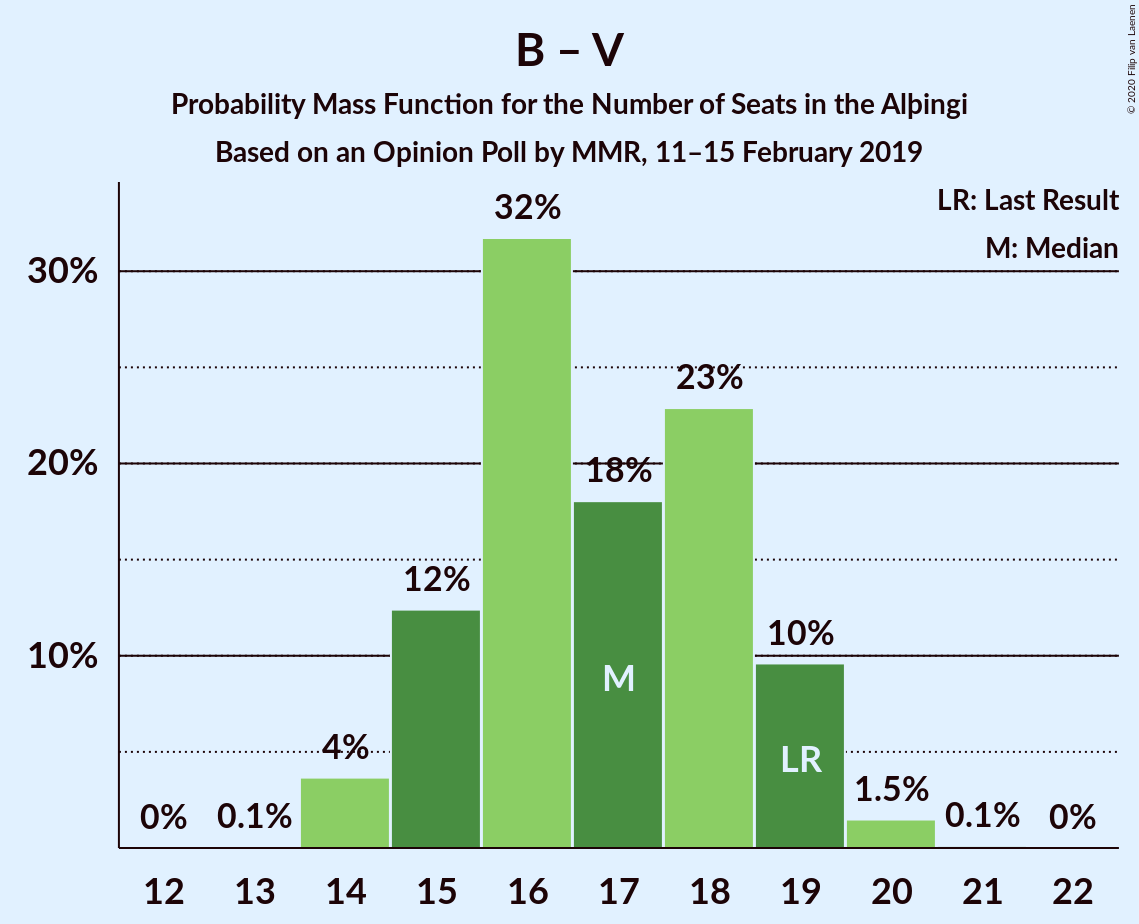 B – V
Probability Mass Function for the Number of Seats in the Alþingi
Based on an Opinion Poll by MMR, 11–15 February 2019
© 2020 Filip van Laenen
LR: Last Result
M: Median
30%
20%
10%
0%
0.1%
4%
12%
32%
18%
23%
10%
1.5%
0.1%
0%
M
LR
12 13 14 15 16 17 18 19 20 21 22